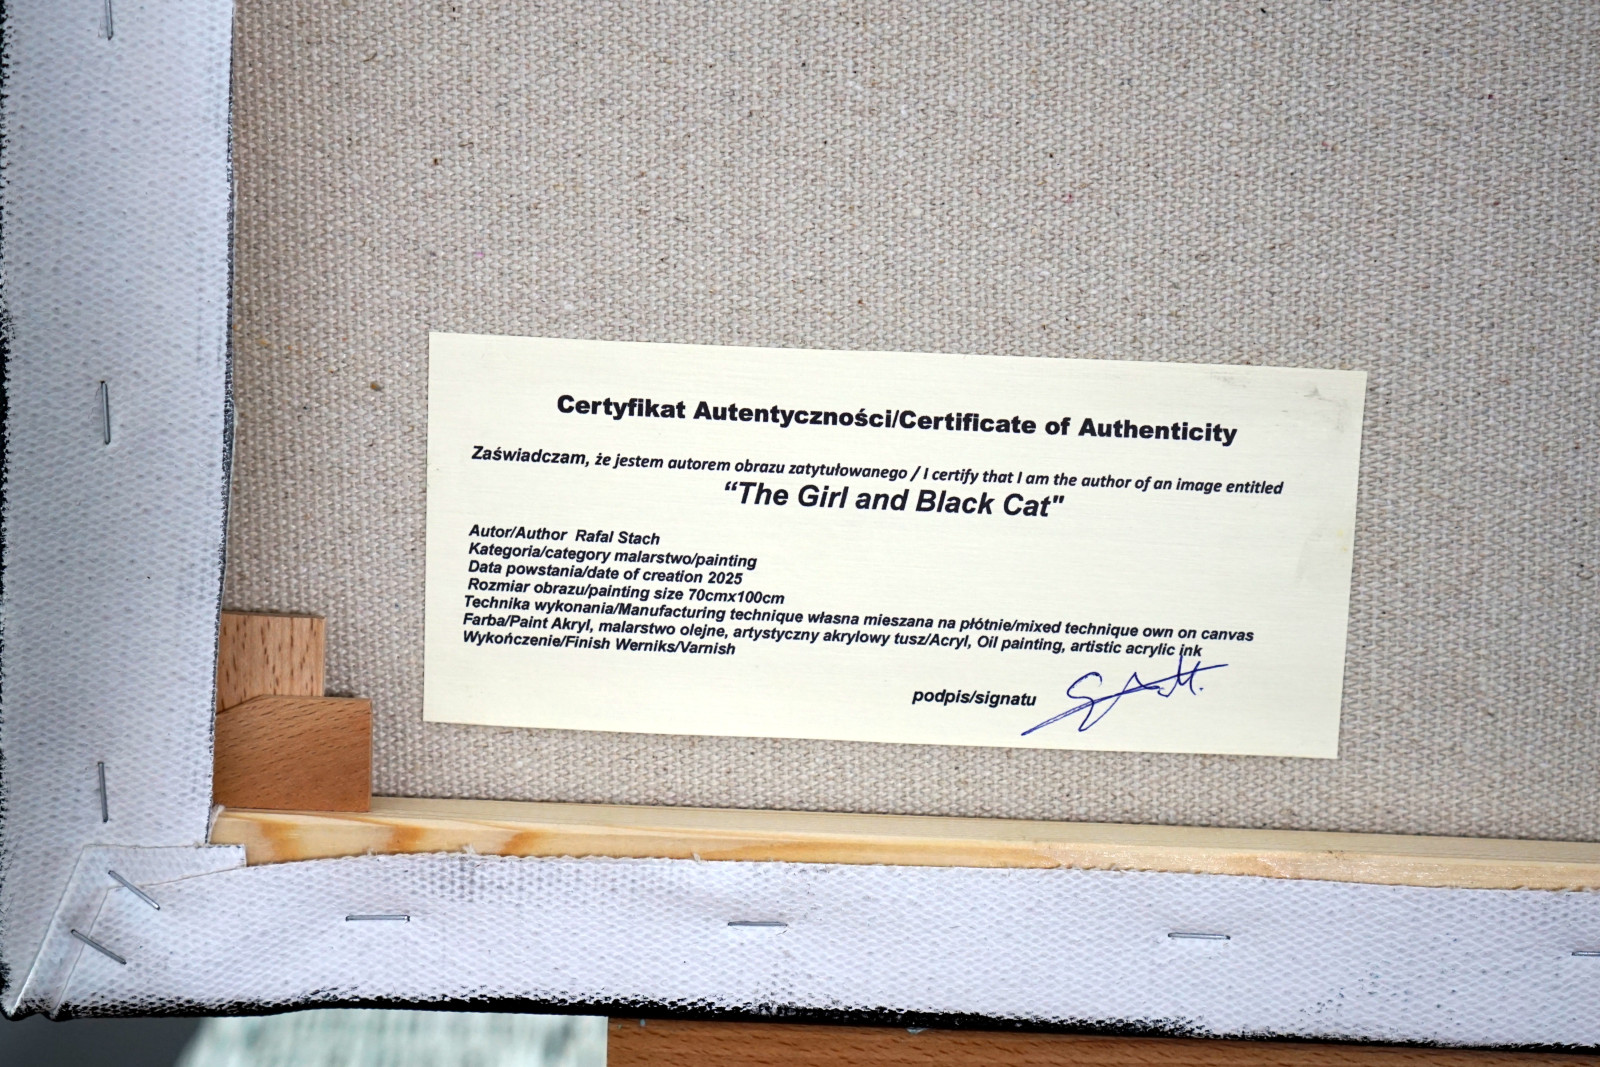 Certyfikat Autentyczności/Certificate of Authenticity
Zaświadczam, że jestem autorem obrazu zatytułowanego / I certify that I am the author of an image entitled
“The Girl and Black Cat"
Autor/Author Rafal Stach
Kategoria/category malarstwo/painting
Data powstania/date of creation 2025
Rozmiar obrazu/painting size 70cmx100cm
Technika wykonania/Manufacturing technique własna mieszana na płótnie/mixed technique own on canvas
Farba/Paint Akryl, malarstwo olejne, artystyczny akrylowy tusz/Acryl, Oil painting, artistic acrylic ink
Wykończenie/Finish Werniks/Varnish
podpis/signatu